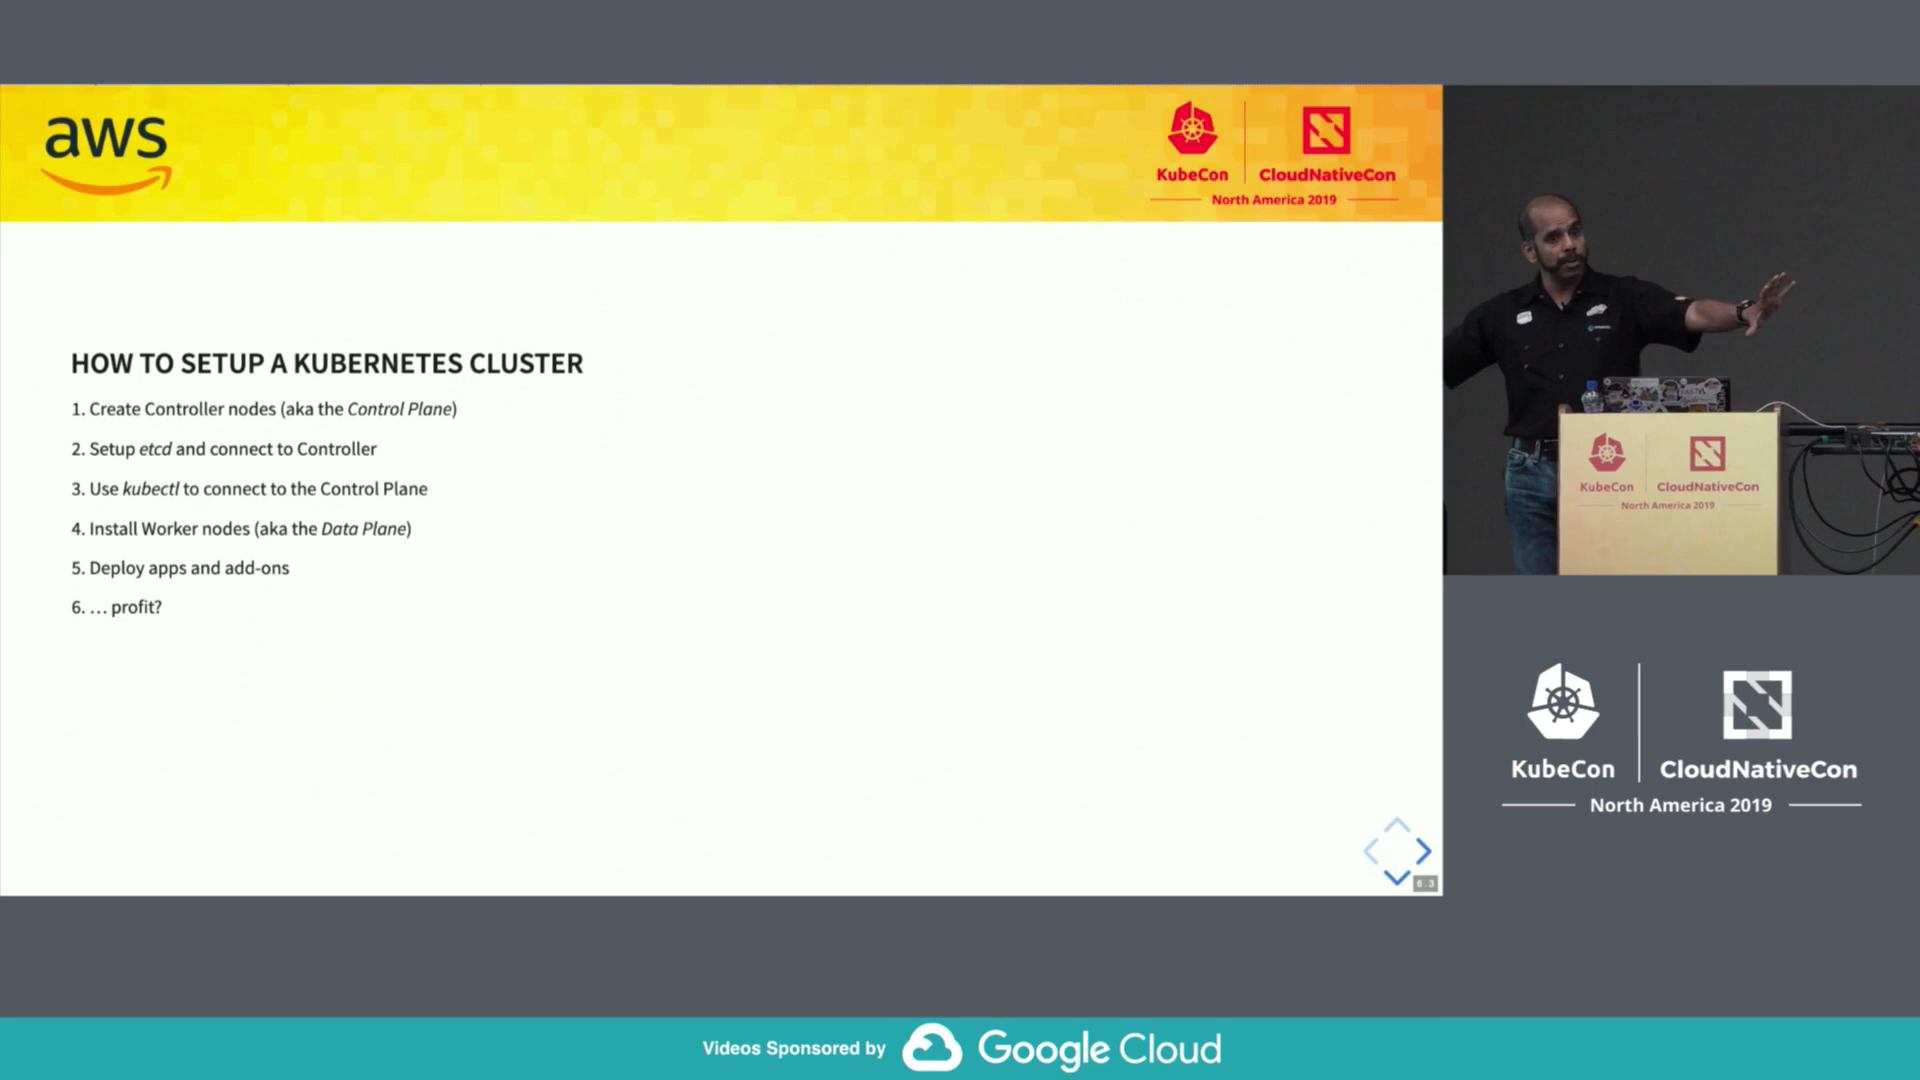 aws
KubeCon
CloudNativeCon
North America 2019
HOW TO SETUP A KUBERNETES CLUSTER
1. Create Controller nodes (aka the Control Plane)
2. Setup etcd and connect to Controller
3. Use kubectl to connect to the Control Plane
4. Install Worker nodes (aka the Data Plane)
5. Deploy apps and add-ons
6. … profit?
6.3
KubeCon
CloudNativeCon
North America 2019
KubeCon
CloudNativeCon
North America 2019
Videos Sponsored by
Google Cloud